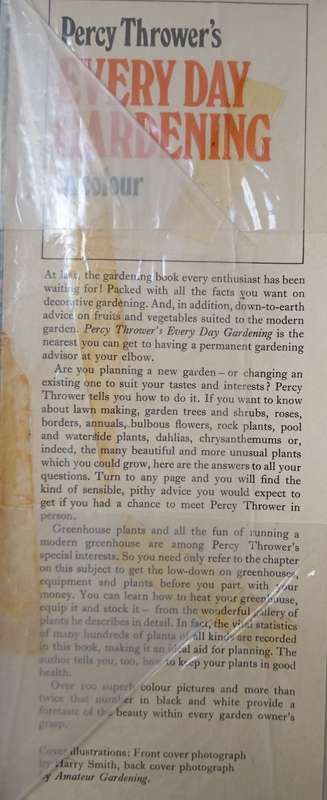 Percy Thrower's
EVERY DAY
GARDENING
in colour
At last, the gardening book every enthusiast has been
waiting for! Packed with all the facts you want on
decorative gardening. And, in addition, down-to-earth
advice on fruits and vegetables suited to the modern
garden. Percy Thrower's Every Day Gardening is the
nearest you can get to having a permanent gardening
advisor at your elbow.
Are you planning a new garden – or changing an
existing one to suit your tastes and interests? Percy
Thrower tells you how to do it. If you want to know
about lawn making, garden trees and shrubs, roses,
borders, annuals, bulbous flowers, rock plants, pool
and waterside plants, dahlias, chrysanthemums or,
indeed, the many beautiful and more unusual plants
which you could grow, here are the answers to all your
questions. Turn to any page and you will find the
kind of sensible, pithy advice you would expect to
get if you had a chance to meet Percy Thrower in
person.
Greenhouse plants and all the fun of running a
modern greenhouse are among Percy Thrower's
special interests. So you need only refer to the chapter
on this subject to get the low-down on greenhouses,
equipment and plants before you part with your
money. You can learn how to heat your greenhouse,
equip it and stock it – from the wonderful gallery of
plants he describes in detail. In fact, the vital statistics
of many hundreds of plants of all kinds are recorded
in this book, making it an ideal aid for planning. The
author tells you, too, how to keep your plants in good
health.
Over 100 superb colour pictures and more than
twice that number in black and white provide a
foretaste of the beauty within every garden owner's
grasp.
Cover illustrations: Front cover photograph
by Harry Smith, back cover photograph
by Amateur Gardening.